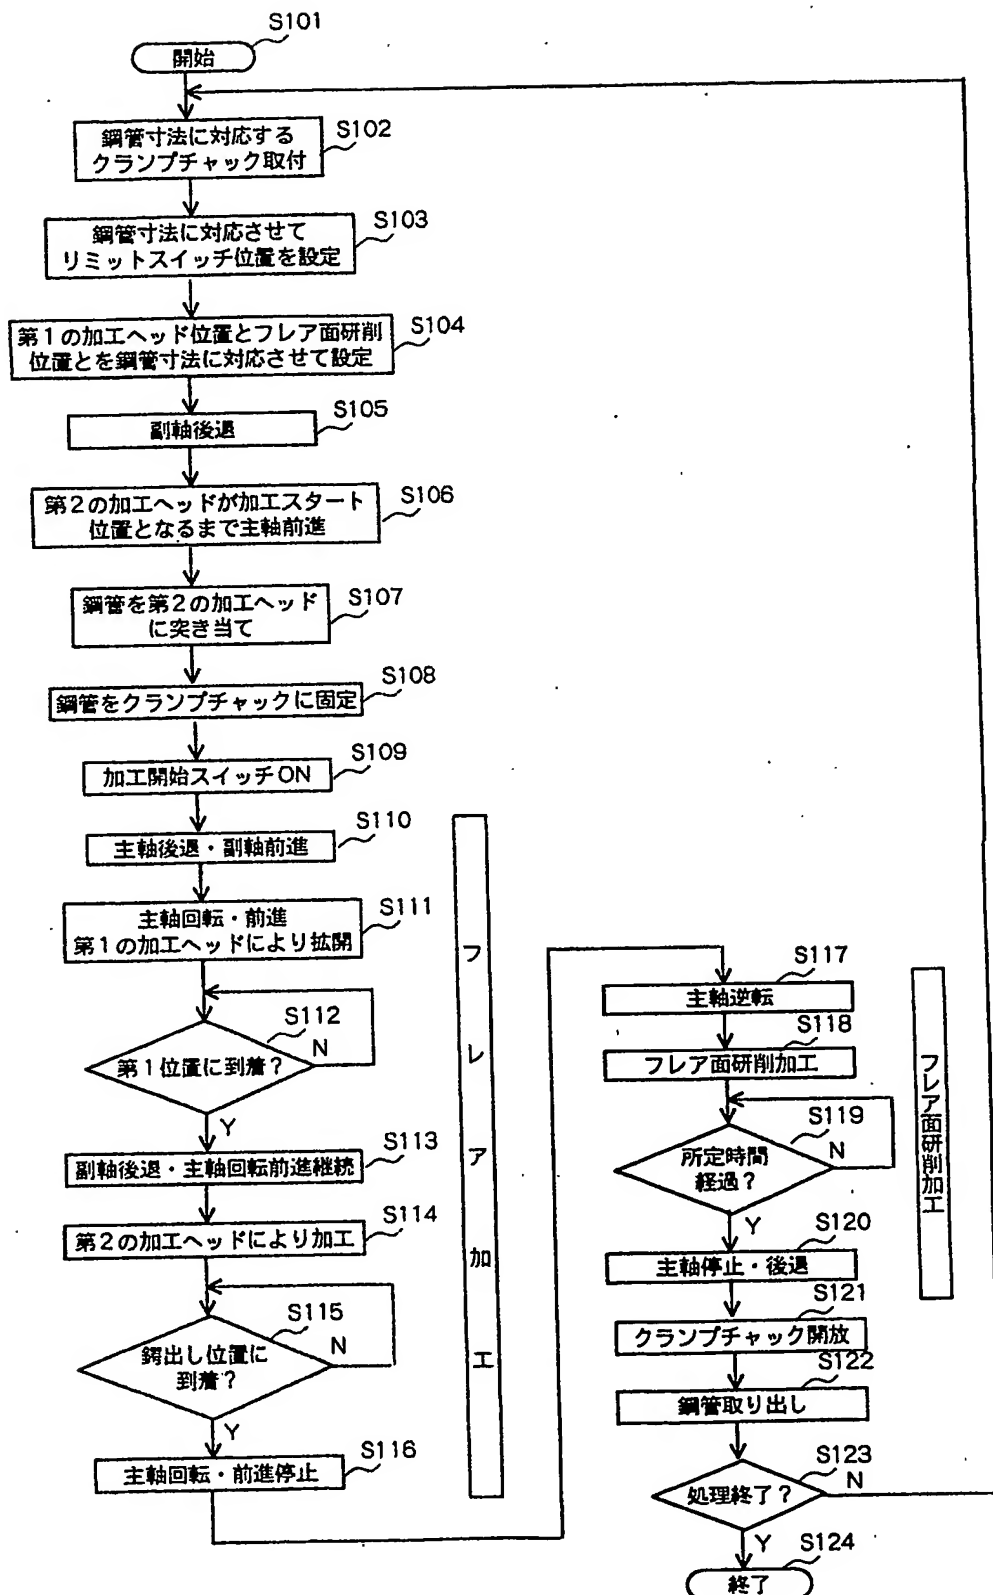 S101
開始
S102
鋼管寸法に対応する
クランプチャック取付
S103
鋼管寸法に対応させて
リミットスイッチ位置を設定
S104
第1の加工ヘッド位置とフレア面研削
位置とを鋼管寸法に対応させて設定
S105
副軸後退
S106
第2の加工ヘッドが加工スタート
位置となるまで主軸前進
S107
鋼管を第2の加工ヘッド
に突き当て
S108
鋼管をクランプチャックに固定
S109
加工開始スイッチON
S110
主軸後退・副軸前進
S111
主軸回転・前進
第1の加工ヘッドにより拡開
S112
第1位置に到着?
N
Y
S113
副軸後退・主軸回転前進継続
S114
第2の加工ヘッドにより加工
S115
鍔出し位置に
到着?
N
Y
S116
主軸回転・前進停止
フレア加工
S117
主軸逆転
S118
フレア面研削加工
S119
所定時間
経過?
N
Y
S120
主軸停止・後退
S121
クランプチャック開放
S122
鋼管取り出し
S123
処理終了?
N
Y
S124
終了
フレア面研削加工